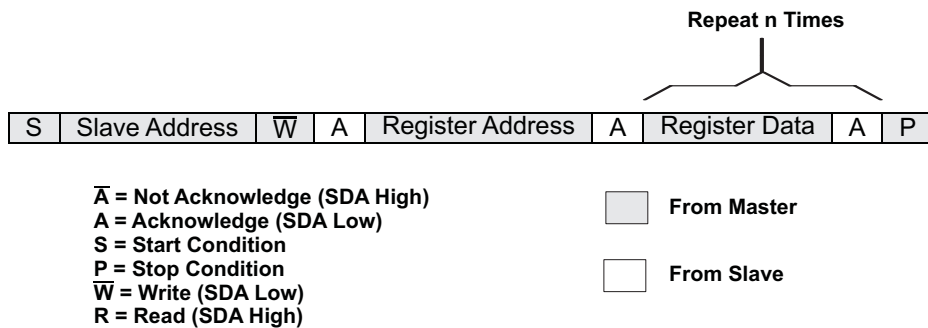 Repeat n Times
S Slave Address W̅ A Register Address A Register Data A P
A̅ = Not Acknowledge (SDA High)
A = Acknowledge (SDA Low)
S = Start Condition
P = Stop Condition
W̅ = Write (SDA Low)
R = Read (SDA High)
From Master
From Slave